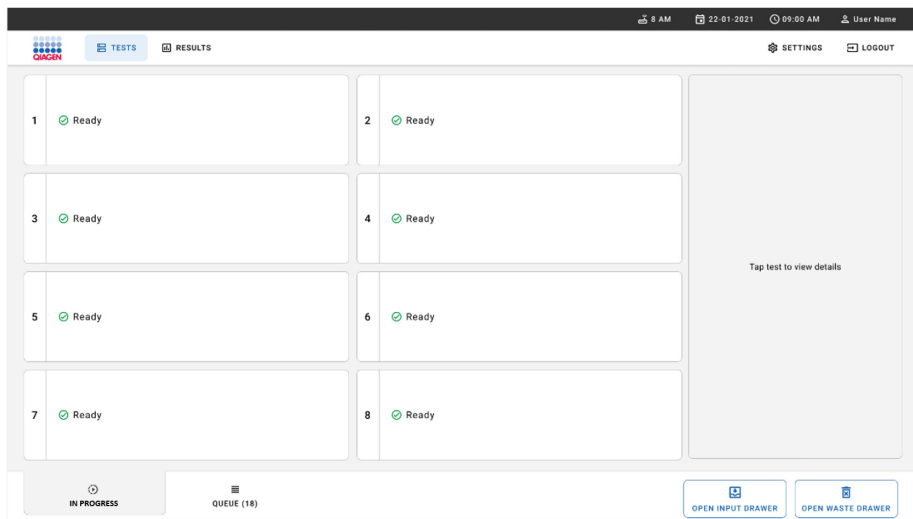 8 AM 22-01-2021 09:00 AM User Name
QIAGEN TESTS RESULTS SETTINGS LOGOUT
1 Ready 2 Ready
3 Ready 4 Ready
Tap test to view details
5 Ready 6 Ready
7 Ready 8 Ready
IN PROGRESS QUEUE (18) OPEN INPUT DRAWER OPEN WASTE DRAWER